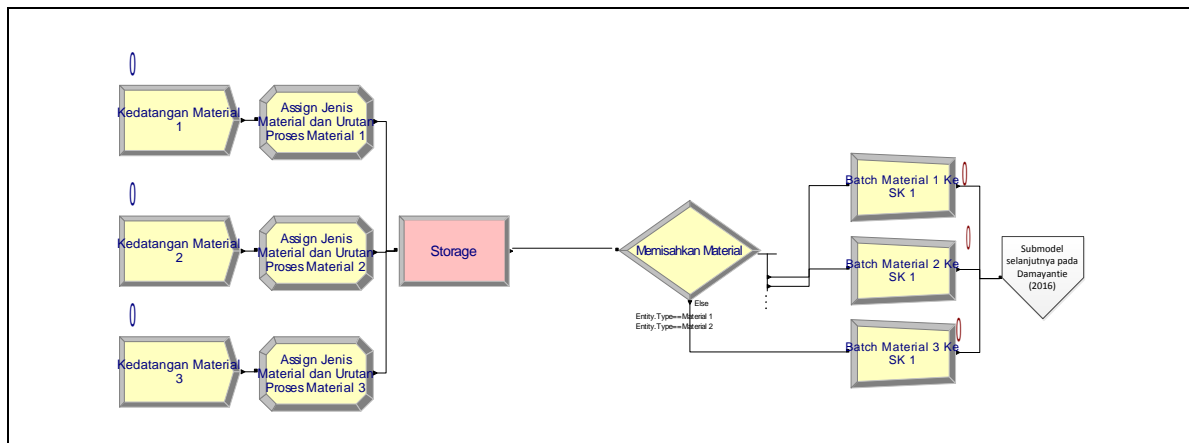 Kedatangan Material
1
Assign Jenis
Material dan Urutan
Proses Material 1
Kedatangan Material
2
Assign Jenis
Material dan Urutan
Proses Material 2
Kedatangan Material
3
Assign Jenis
Material dan Urutan
Proses Material 3
Storage
Memisahkan Material
Else
Entity.Type==Material 1
Entity.Type==Material 2
Batch Material 1 Ke
SK 1
Batch Material 2 Ke
SK 1
Batch Material 3 Ke
SK 1
Submodel
selanjutnya pada
Damayantie
(2016)